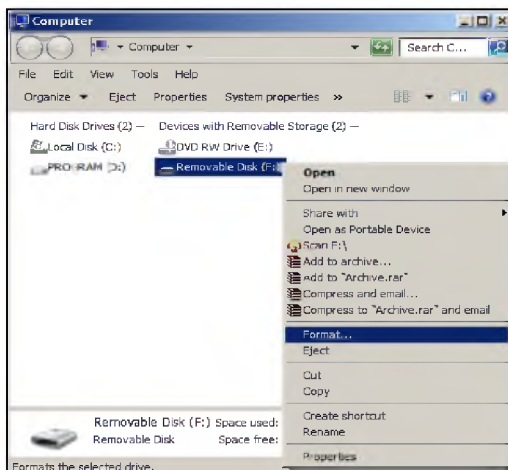 Computer
Computer
Search C...
File Edit View Tools Help
Organize Eject Properties System properties »
Hard Disk Drives (2) Devices with Removable Storage (2)
Local Disk (C:) DVD RW Drive (E:)
PROGRAM (D:) Removable Disk (F:
Open
Open in new window
Share with
Open as Portable Device
Scan F:\
Add to archive...
Add to "Archive.rar"
Compress and email...
Compress to "Archive.rar" and email
Format...
Eject
Cut
Copy
Create shortcut
Rename
Properties
Removable Disk (F:) Space used:
Removable Disk Space free:
Formats the selected drive.